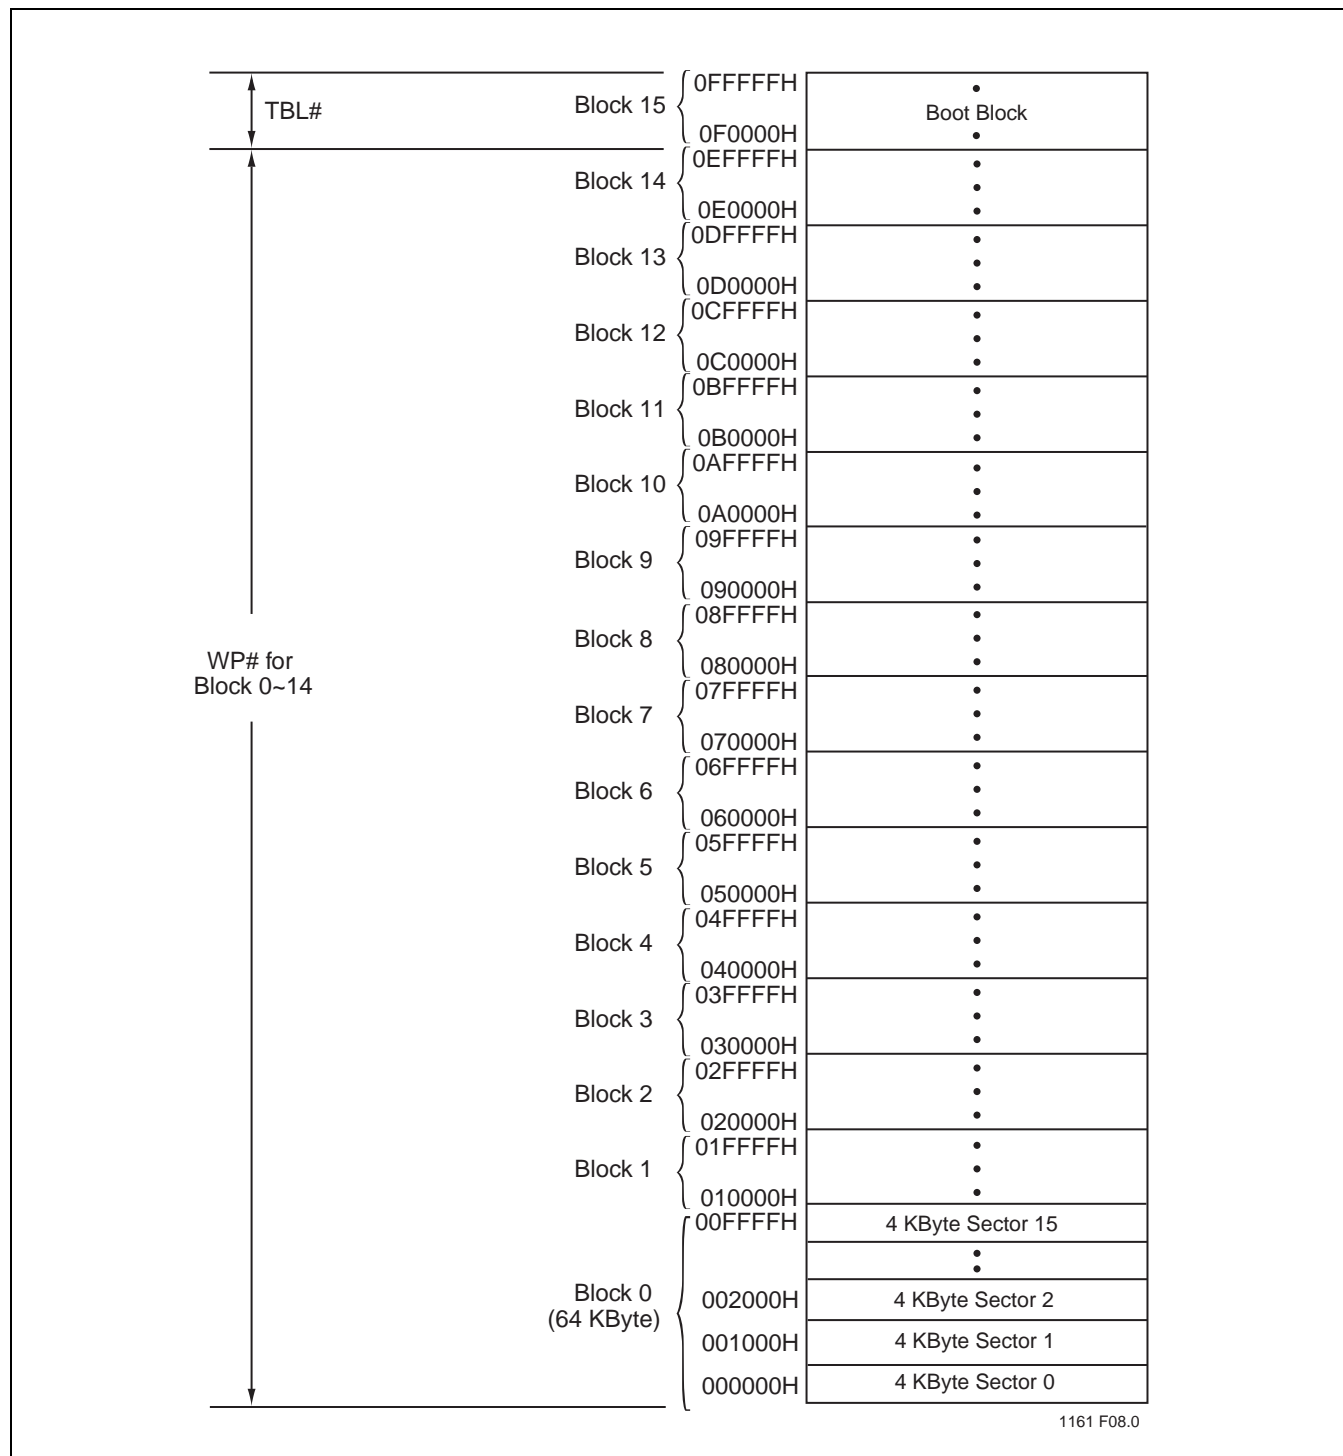 TBL#
Block 15
0FFFFFH
0F0000H
Boot Block
Block 14
0EFFFFH
0E0000H
Block 13
0DFFFFH
0D0000H
Block 12
0CFFFFH
0C0000H
Block 11
0BFFFFH
0B0000H
Block 10
0AFFFFH
0A0000H
Block 9
09FFFFH
090000H
Block 8
08FFFFH
080000H
WP# for
Block 0~14
Block 7
07FFFFH
070000H
Block 6
06FFFFH
060000H
Block 5
05FFFFH
050000H
Block 4
04FFFFH
040000H
Block 3
03FFFFH
030000H
Block 2
02FFFFH
020000H
Block 1
01FFFFH
010000H
Block 0
(64 KByte)
00FFFFH
4 KByte Sector 15
002000H
4 KByte Sector 2
001000H
4 KByte Sector 1
000000H
4 KByte Sector 0
1161 F08.0